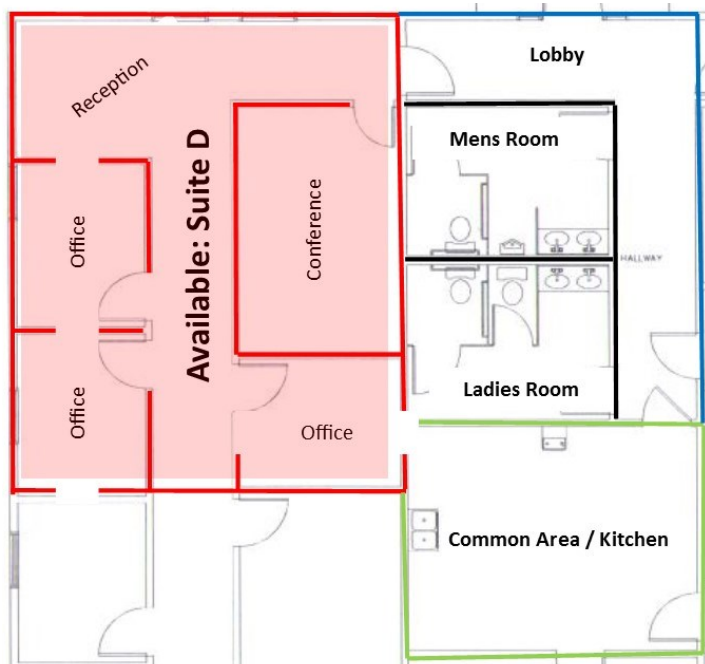 Lobby
Reception
Mens Room
Available: Suite D
Office
Conference
HALLWAY
Office
Ladies Room
Office
Common Area / Kitchen